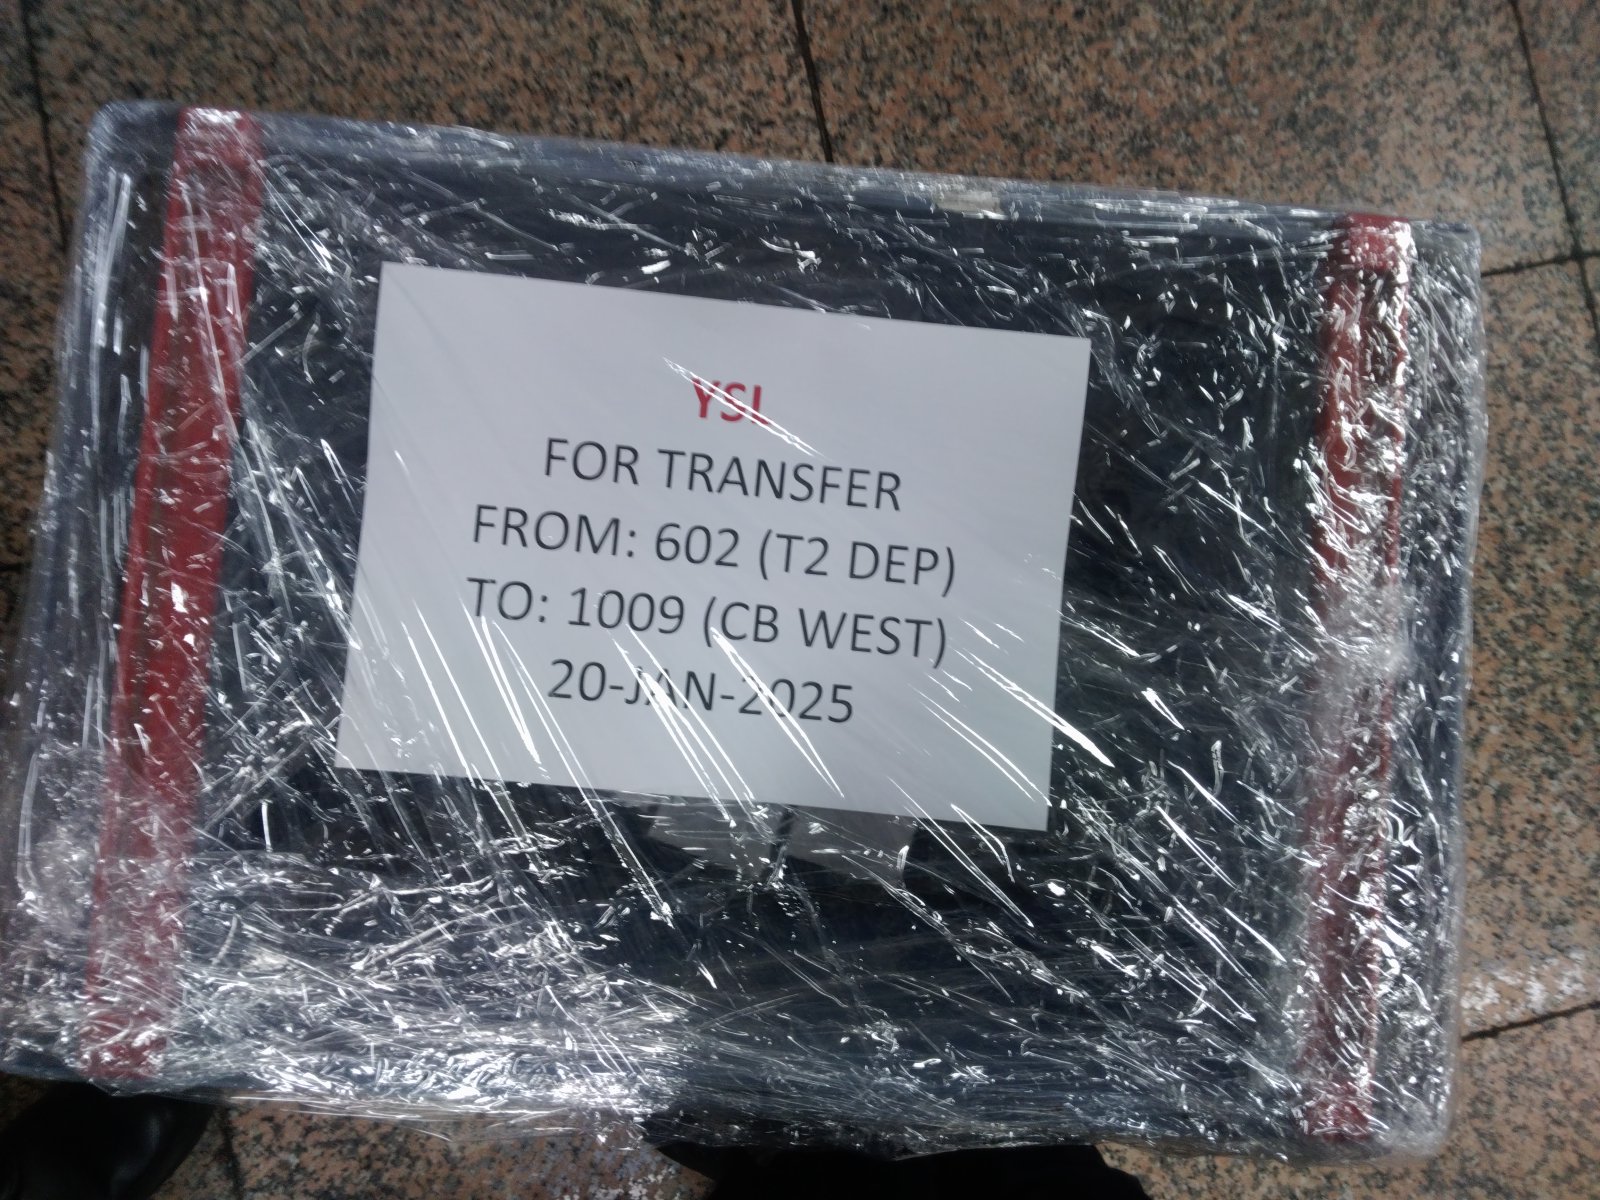 YSL
FOR TRANSFER
FROM: 602 (T2 DEP)
TO: 1009 (CB WEST)
20-JAN-2025